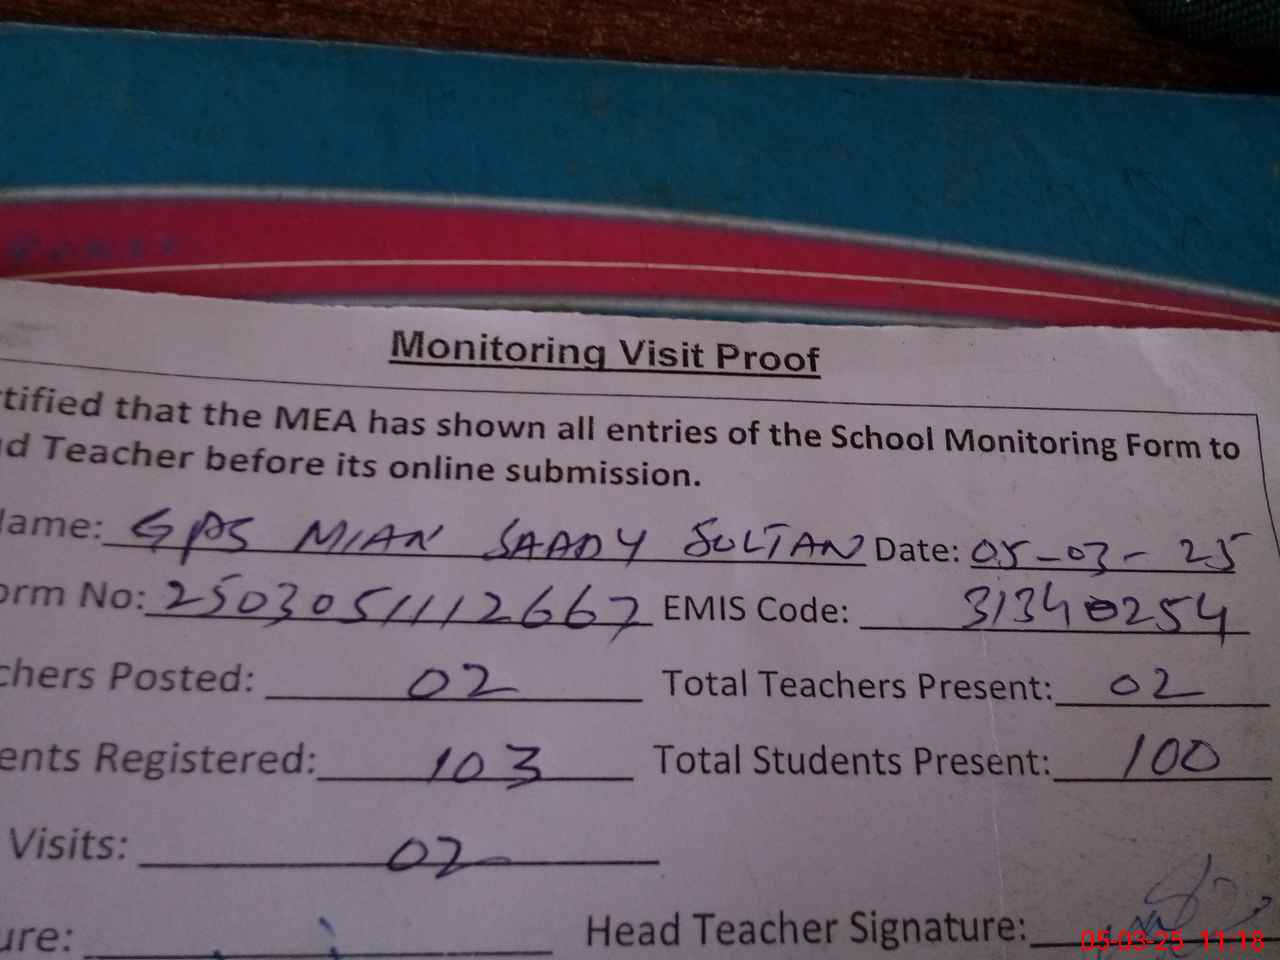 Monitoring Visit Proof
tified that the MEA has shown all entries of the School Monitoring Form to
d Teacher before its online submission.
ame: GPS MIAN SAADY SULTAN Date: 05-03-25
orm No: 2503051112667 EMIS Code: 31340254
chers Posted: 02 Total Teachers Present: 02
ents Registered: 103 Total Students Present: 100
Visits: 02
ure: Head Teacher Signature:
05-03-25 11:18